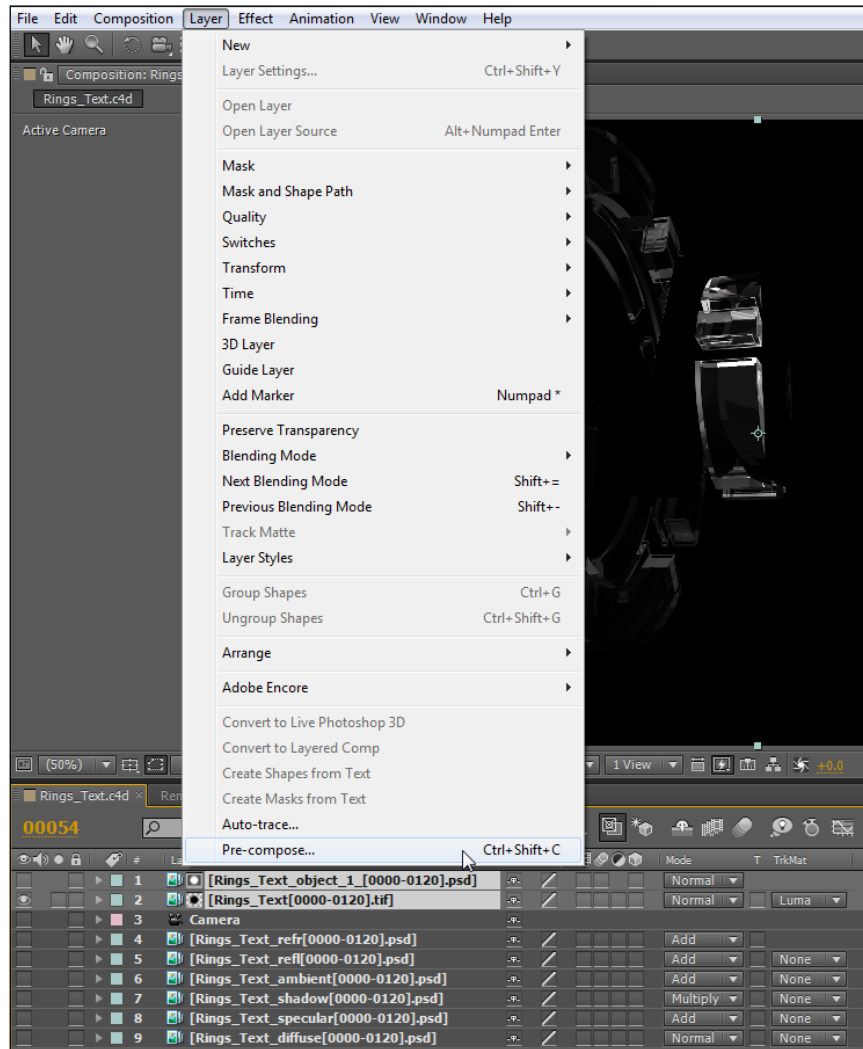 File Edit Composition Layer Effect Animation View Window Help
Composition: Rings
Rings_Text.c4d
Active Camera
New
Layer Settings... Ctrl+Shift+Y
Open Layer
Open Layer Source Alt+Numpad Enter
Mask
Mask and Shape Path
Quality
Switches
Transform
Time
Frame Blending
3D Layer
Guide Layer
Add Marker Numpad *
Preserve Transparency
Blending Mode
Next Blending Mode Shift+=
Previous Blending Mode Shift+-
Track Matte
Layer Styles
Group Shapes Ctrl+G
Ungroup Shapes Ctrl+Shift+G
Arrange
Adobe Encore
Convert to Live Photoshop 3D
Convert to Layered Comp
Create Shapes from Text
Create Masks from Text
Auto-trace...
Pre-compose... Ctrl+Shift+C
(50%) 1 View +0.0
Rings_Text.c4d × Ren
00054
# La Mode T TrkMat
1 [Rings_Text_object_1_[0000-0120].psd] Normal
2 [Rings_Text[0000-0120].tif] Normal Luma
3 Camera
4 [Rings_Text_refr[0000-0120].psd] Add
5 [Rings_Text_refl[0000-0120].psd] Add None
6 [Rings_Text_ambient[0000-0120].psd] Add None
7 [Rings_Text_shadow[0000-0120].psd] Multiply None
8 [Rings_Text_specular[0000-0120].psd] Add None
9 [Rings_Text_diffuse[0000-0120].psd] Normal None